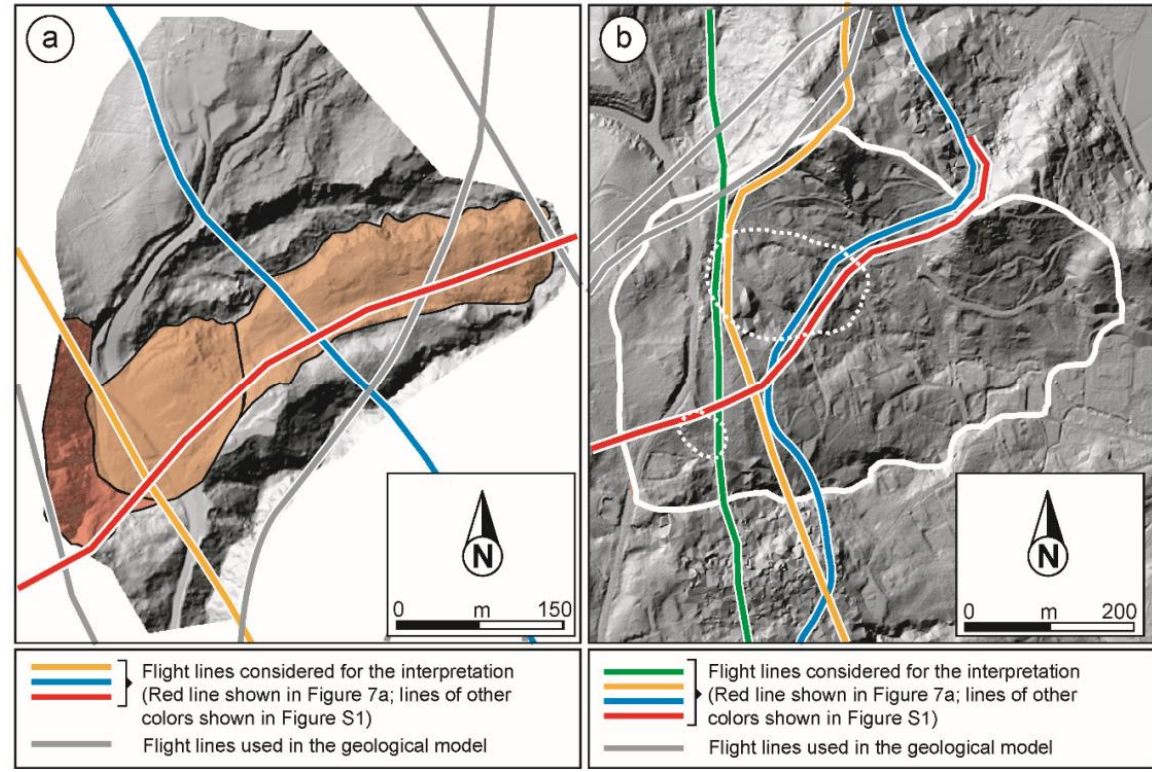 a
b
N
0 m 150
N
0 m 200
Flight lines considered for the interpretation
(Red line shown in Figure 7a; lines of other
colors shown in Figure S1)
Flight lines used in the geological model
Flight lines considered for the interpretation
(Red line shown in Figure 7a; lines of other
colors shown in Figure S1)
Flight lines used in the geological model